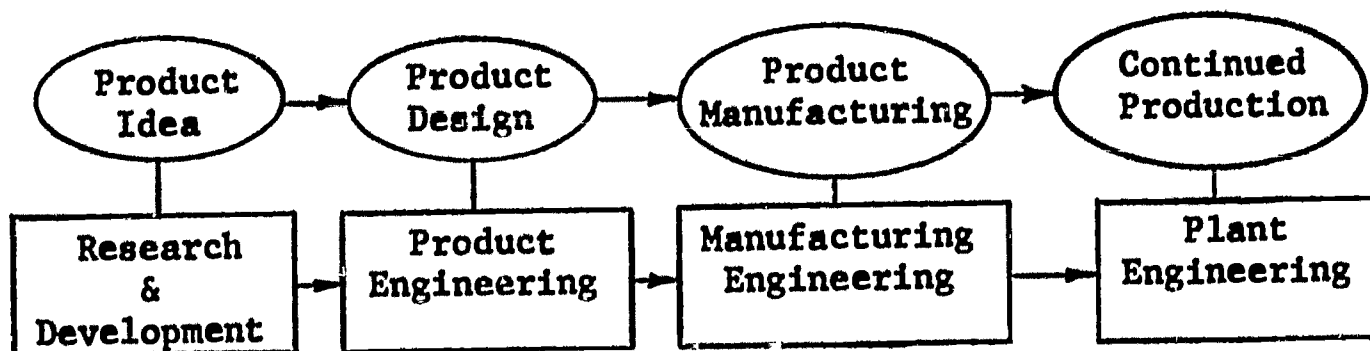 Product
Idea
Product
Design
Product
Manufacturing
Continued
Production
Research
&
Development
Product
Engineering
Manufacturing
Engineering
Plant
Engineering